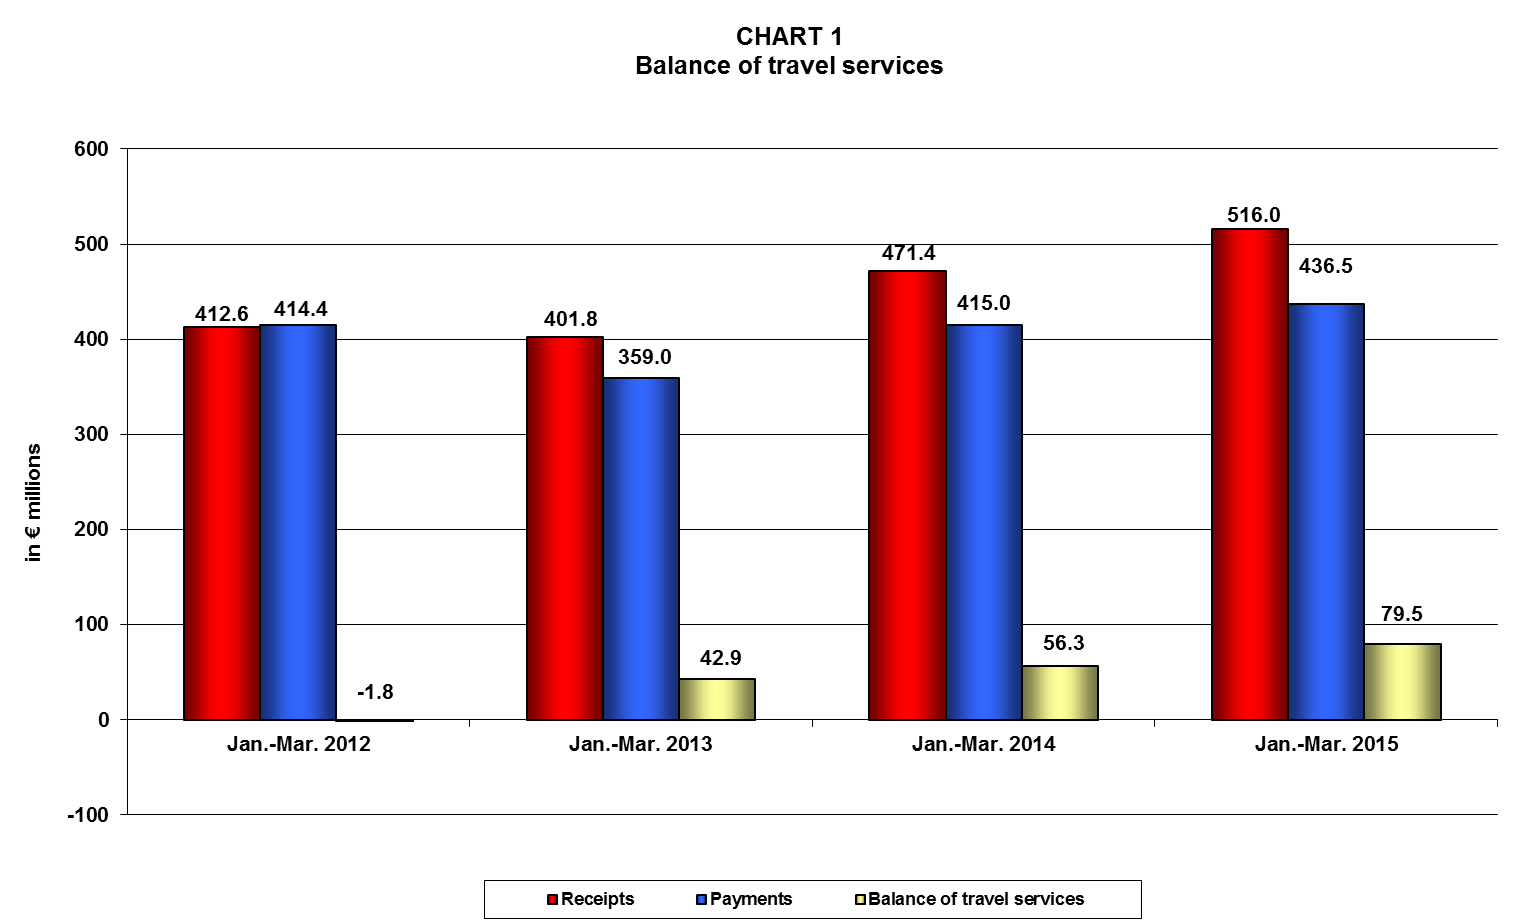 CHART 1
Balance of travel services
600
500
400
300
200
100
0
-100
in € millions
412.6
414.4
-1.8
401.8
359.0
42.9
471.4
415.0
56.3
516.0
436.5
79.5
Jan.-Mar. 2012
Jan.-Mar. 2013
Jan.-Mar. 2014
Jan.-Mar. 2015
Receipts
Payments
Balance of travel services